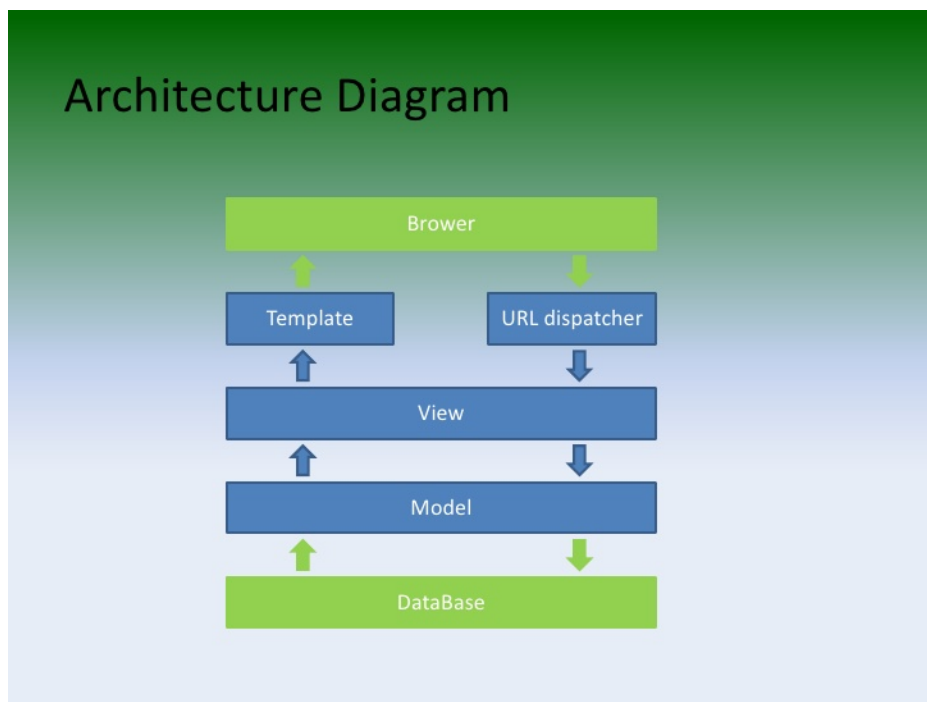 Architecture Diagram
Brower
Template
URL dispatcher
View
Model
DataBase